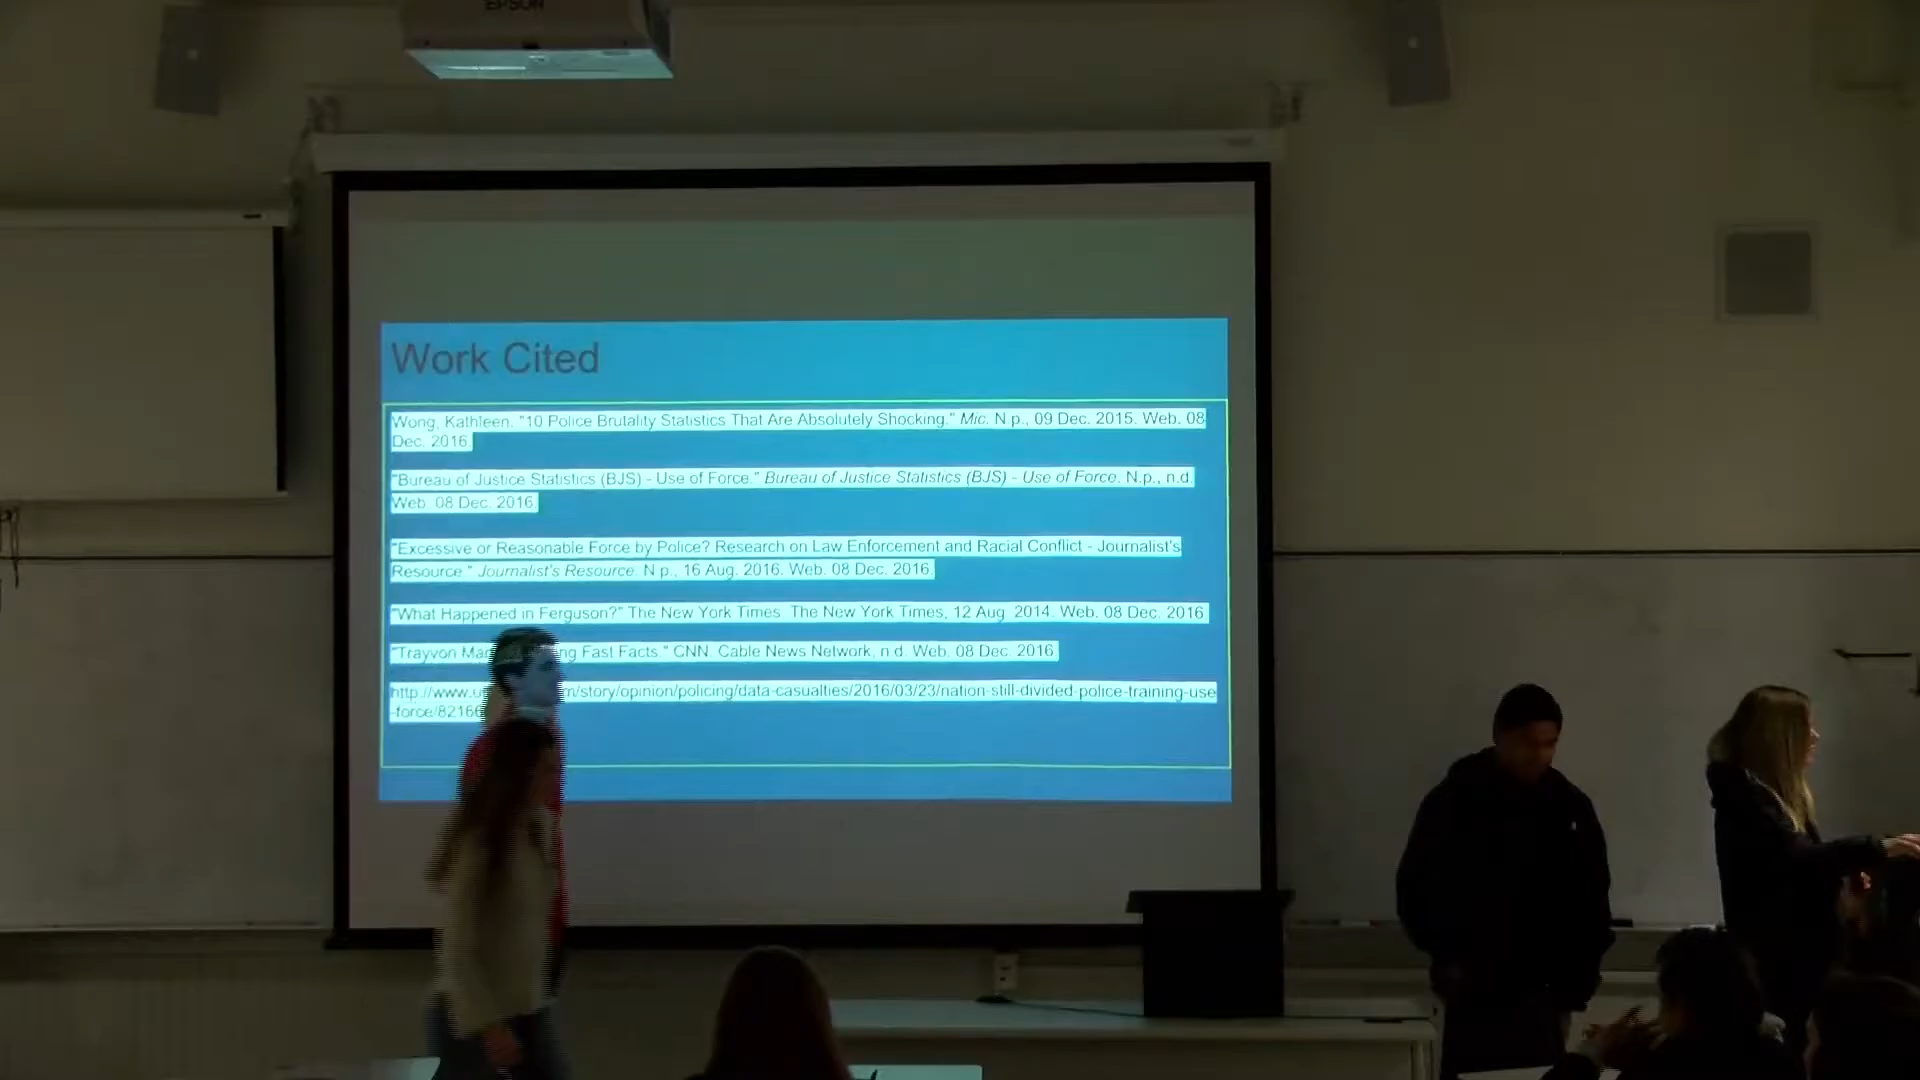 EPSON
Work Cited
Wong, Kathleen. "10 Police Brutality Statistics That Are Absolutely Shocking." Mic. N.p., 09 Dec. 2015. Web. 08
Dec. 2016.
"Bureau of Justice Statistics (BJS) - Use of Force." Bureau of Justice Statistics (BJS) - Use of Force. N.p., n.d.
Web. 08 Dec. 2016
"Excessive or Reasonable Force by Police? Research on Law Enforcement and Racial Conflict - Journalist's
Resource." Journalist's Resource. N.p., 16 Aug. 2016. Web. 08 Dec. 2016.
"What Happened in Ferguson?" The New York Times. The New York Times, 12 Aug. 2014. Web. 08 Dec. 2016
"Trayvon Fast Facts." CNN. Cable News Network, n.d. Web. 08 Dec. 2016
http://www.u m/story/opinion/policing/data-casualties/2016/03/23/nation-still-divided-police-training-use
-force/8216